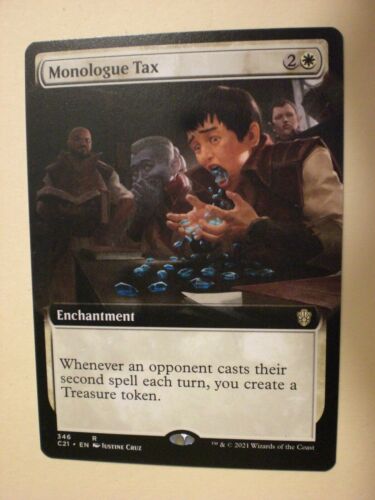 Monologue Tax 2
Enchantment
Whenever an opponent casts their
second spell each turn, you create a
Treasure token.
346 R
C21 • EN Justine Cruz ™ & © 2021 Wizards of the Coast